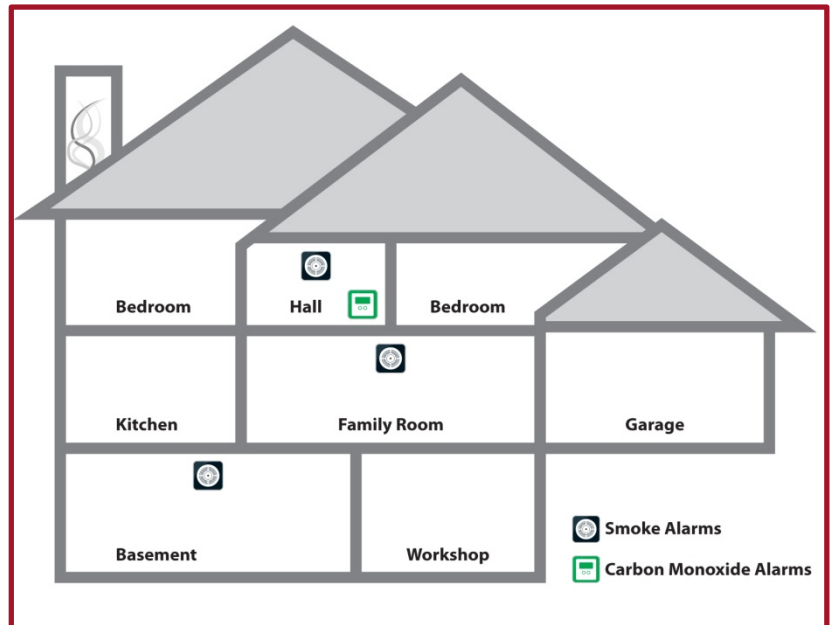 Bedroom
Hall
Bedroom
Kitchen
Family Room
Garage
Basement
Workshop
Smoke Alarms
Carbon Monoxide Alarms